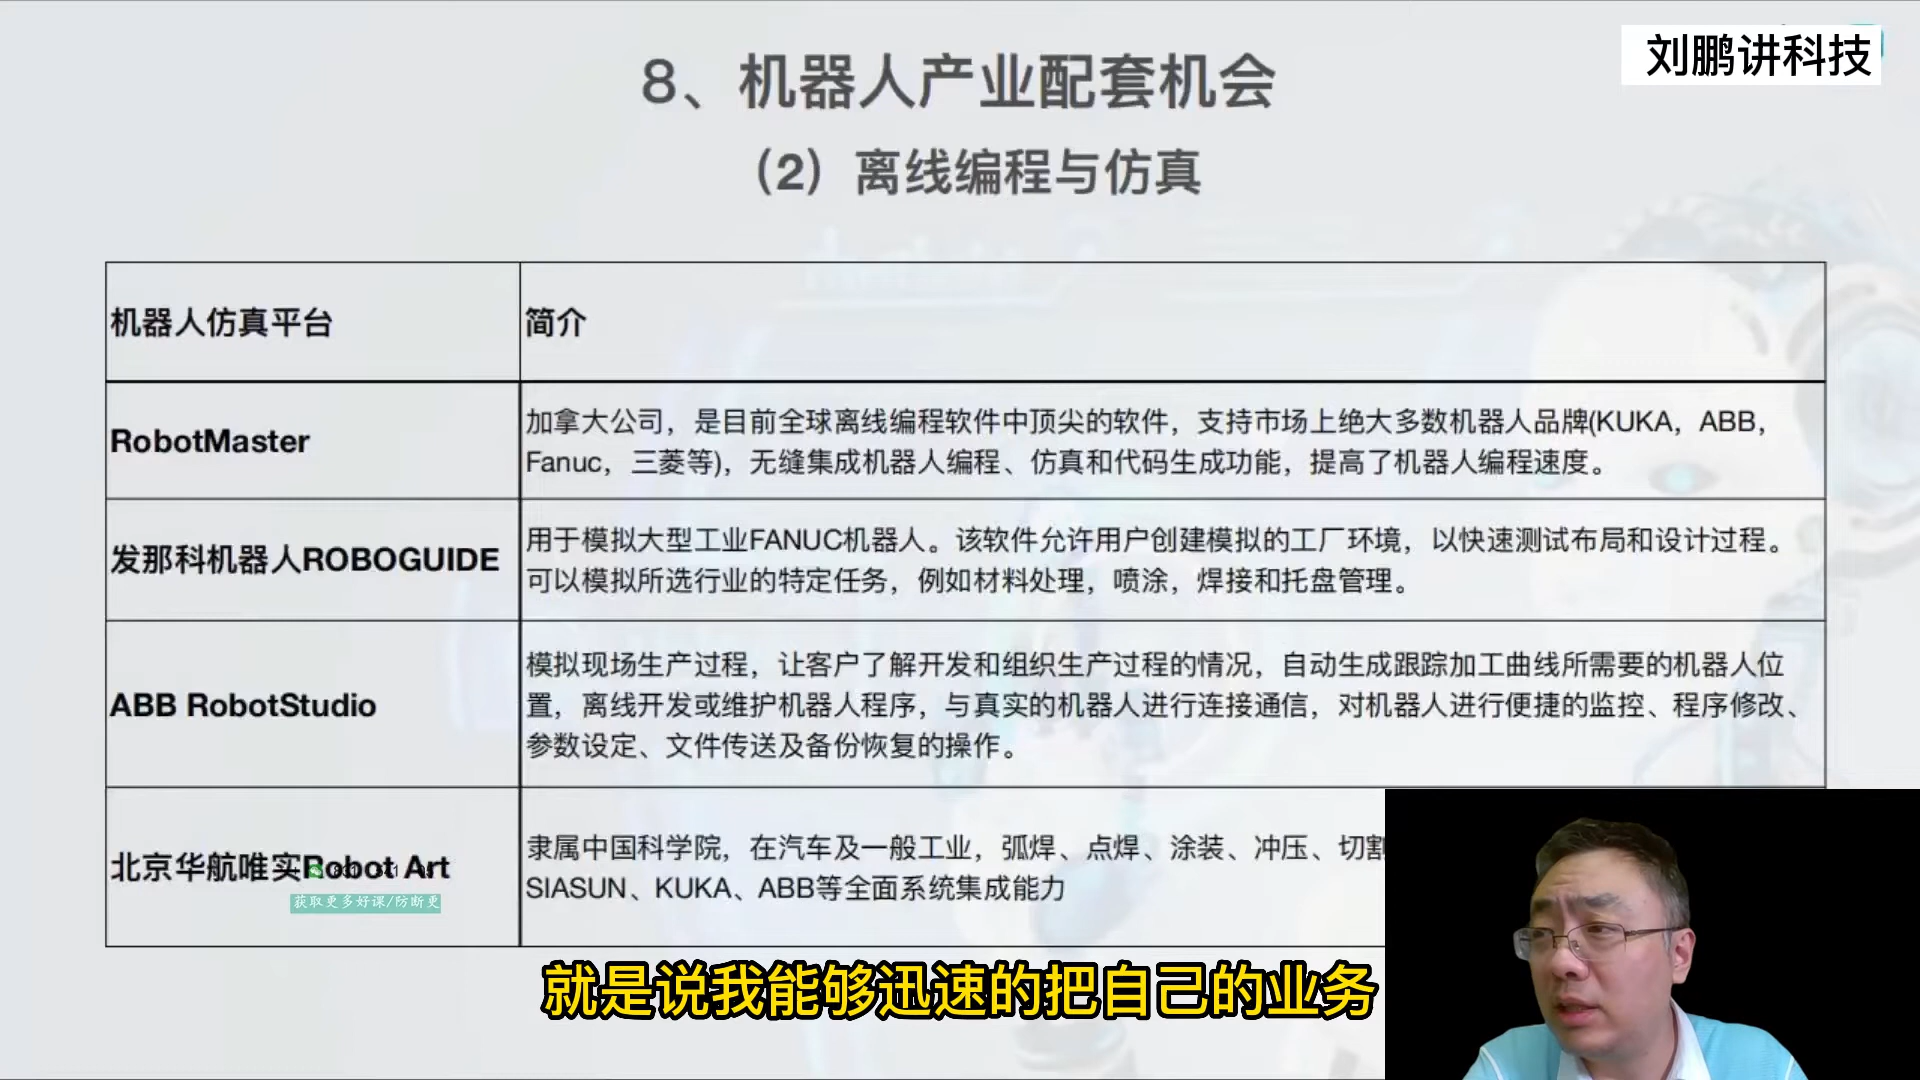 刘鹏讲科技
8、机器人产业配套机会
（2）离线编程与仿真
机器人仿真平台
简介
RobotMaster
加拿大公司，是目前全球离线编程软件中顶尖的软件，支持市场上绝大多数机器人品牌(KUKA，ABB，
Fanuc，三菱等)，无缝集成机器人编程、仿真和代码生成功能，提高了机器人编程速度。
发那科机器人ROBOGUIDE
用于模拟大型工业FANUC机器人。该软件允许用户创建模拟的工厂环境，以快速测试布局和设计过程。
可以模拟所选行业的特定任务，例如材料处理，喷涂，焊接和托盘管理。
ABB RobotStudio
模拟现场生产过程，让客户了解开发和组织生产过程的情况，自动生成跟踪加工曲线所需要的机器人位
置，离线开发或维护机器人程序，与真实的机器人进行连接通信，对机器人进行便捷的监控、程序修改、
参数设定、文件传送及备份恢复的操作。
北京华航唯实Robot Art
隶属中国科学院，在汽车及一般工业，弧焊、点焊、涂装、冲压、切割
SIASUN、KUKA、ABB等全面系统集成能力
获取更多好课/防断更
就是说我能够迅速的把自己的业务